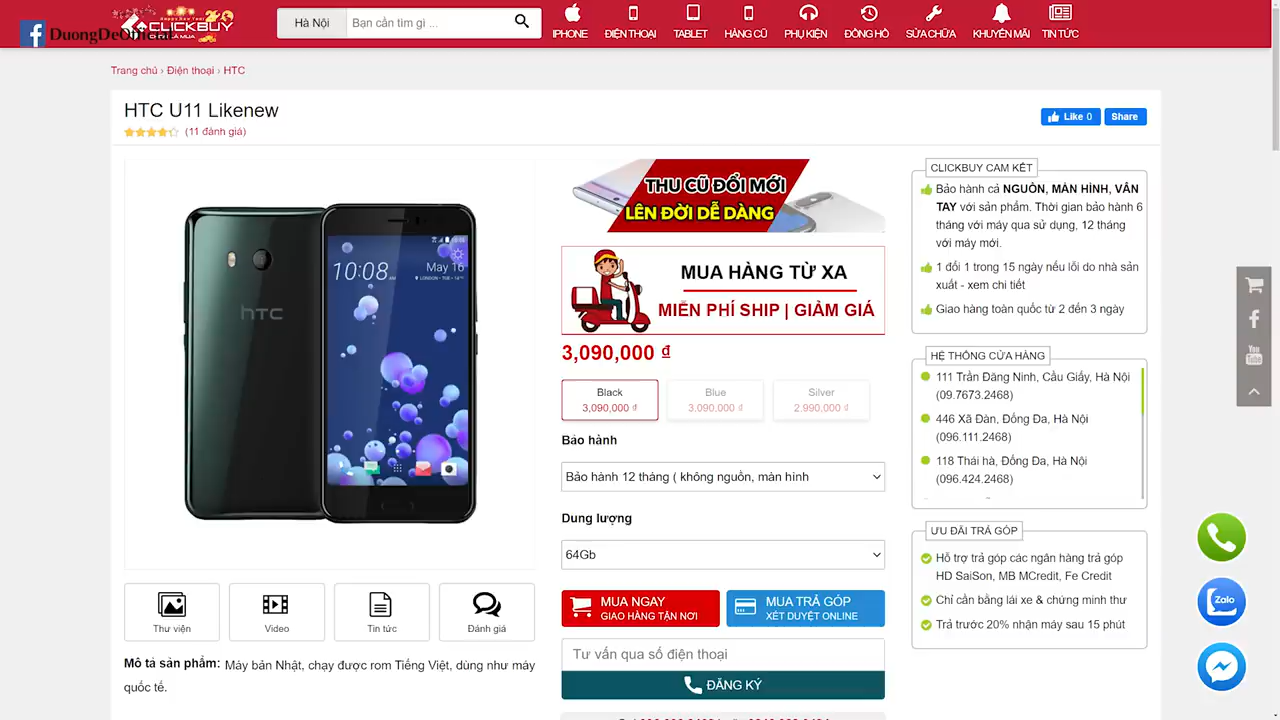 DuongDeOfficial
CLICKBUY
Hà Nội
Bạn cần tìm gì ...
IPHONE
ĐIỆN THOẠI
TABLET
HÀNG CŨ
PHỤ KIỆN
ĐỒNG HỒ
SỬA CHỮA
KHUYẾN MÃI
TIN TỨC
Trang chủ › Điện thoại › HTC
HTC U11 Likenew
(11 đánh giá)
Like 0
Share
10:08 AM
May 16
hTC
Thư viện
Video
Tin tức
Đánh giá
Mô tả sản phẩm: Máy bản Nhật, chạy được rom Tiếng Việt, dùng như máy
quốc tế.
THU CŨ ĐỔI MỚI
LÊN ĐỜI DỄ DÀNG
MUA HÀNG TỪ XA
MIỄN PHÍ SHIP | GIẢM GIÁ
3,090,000 ₫
Black
3,090,000 ₫
Blue
3,090,000 ₫
Silver
2,990,000 ₫
Bảo hành
Bảo hành 12 tháng ( không nguồn, màn hình
Dung lượng
64Gb
MUA NGAY
GIAO HÀNG TẬN NƠI
MUA TRẢ GÓP
XÉT DUYỆT ONLINE
Tư vấn qua số điện thoại
ĐĂNG KÝ
CLICKBUY CAM KẾT
Bảo hành cả NGUỒN, MÀN HÌNH, VÂN
TAY với sản phẩm. Thời gian bảo hành 6
tháng với máy qua sử dụng, 12 tháng
với máy mới.
1 đổi 1 trong 15 ngày nếu lỗi do nhà sản
xuất - xem chi tiết
Giao hàng toàn quốc từ 2 đến 3 ngày
HỆ THỐNG CỬA HÀNG
111 Trần Đăng Ninh, Cầu Giấy, Hà Nội
(09.7673.2468)
446 Xã Đàn, Đống Đa, Hà Nội
(096.111.2468)
118 Thái hà, Đống Đa, Hà Nội
(096.424.2468)
ƯU ĐÃI TRẢ GÓP
Hỗ trợ trả góp các ngân hàng trả góp
HD SaiSon, MB MCredit, Fe Credit
Chỉ cần bằng lái xe & chứng minh thư
Trả trước 20% nhận máy sau 15 phút
You
Tube
Zalo